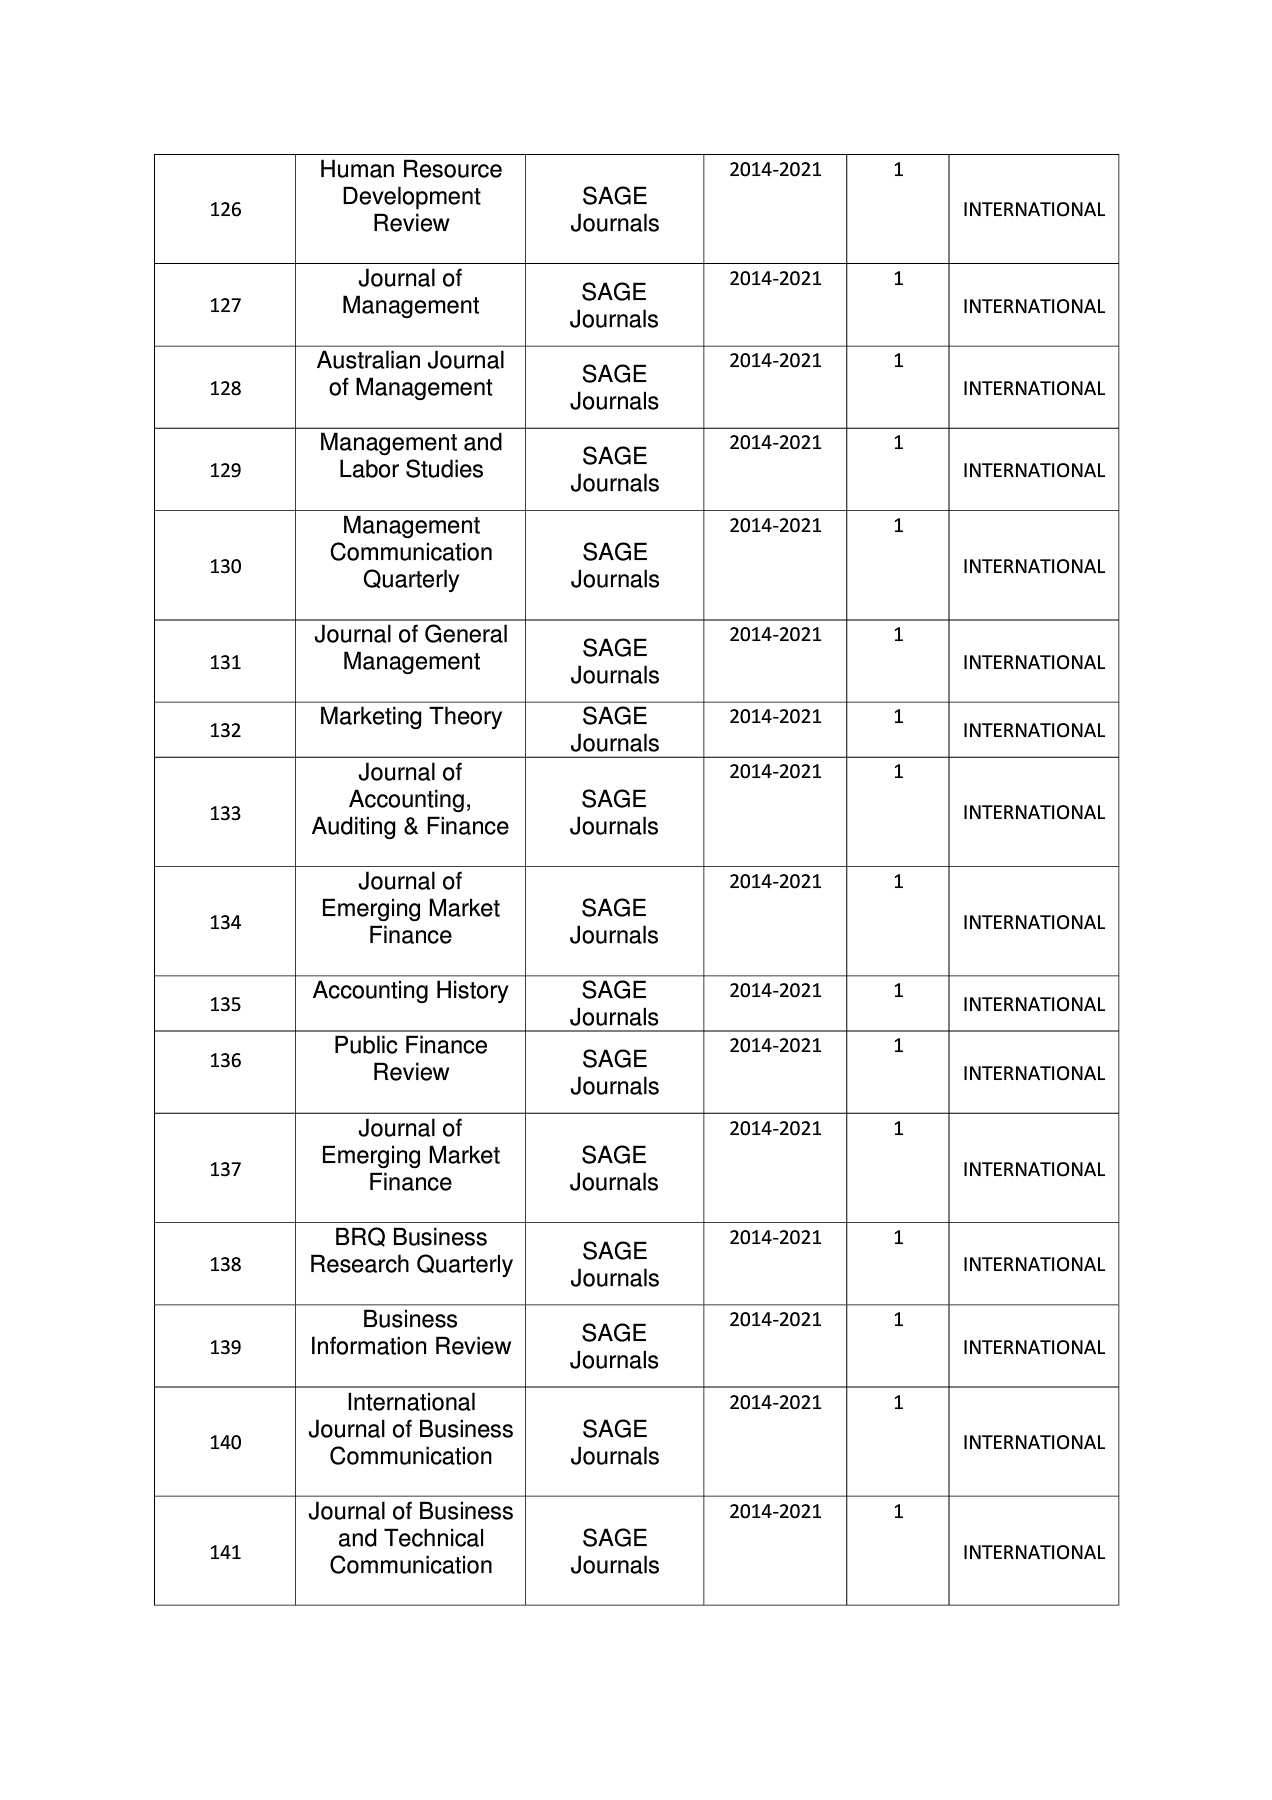 126
Human Resource
Development
Review
SAGE
Journals
2014-2021
1
INTERNATIONAL
127
Journal of
Management
SAGE
Journals
2014-2021
1
INTERNATIONAL
128
Australian Journal
of Management
SAGE
Journals
2014-2021
1
INTERNATIONAL
129
Management and
Labor Studies
SAGE
Journals
2014-2021
1
INTERNATIONAL
130
Management
Communication
Quarterly
SAGE
Journals
2014-2021
1
INTERNATIONAL
131
Journal of General
Management
SAGE
Journals
2014-2021
1
INTERNATIONAL
132
Marketing Theory
SAGE
Journals
2014-2021
1
INTERNATIONAL
133
Journal of
Accounting,
Auditing & Finance
SAGE
Journals
2014-2021
1
INTERNATIONAL
134
Journal of
Emerging Market
Finance
SAGE
Journals
2014-2021
1
INTERNATIONAL
135
Accounting History
SAGE
Journals
2014-2021
1
INTERNATIONAL
136
Public Finance
Review
SAGE
Journals
2014-2021
1
INTERNATIONAL
137
Journal of
Emerging Market
Finance
SAGE
Journals
2014-2021
1
INTERNATIONAL
138
BRQ Business
Research Quarterly
SAGE
Journals
2014-2021
1
INTERNATIONAL
139
Business
Information Review
SAGE
Journals
2014-2021
1
INTERNATIONAL
140
International
Journal of Business
Communication
SAGE
Journals
2014-2021
1
INTERNATIONAL
141
Journal of Business
and Technical
Communication
SAGE
Journals
2014-2021
1
INTERNATIONAL